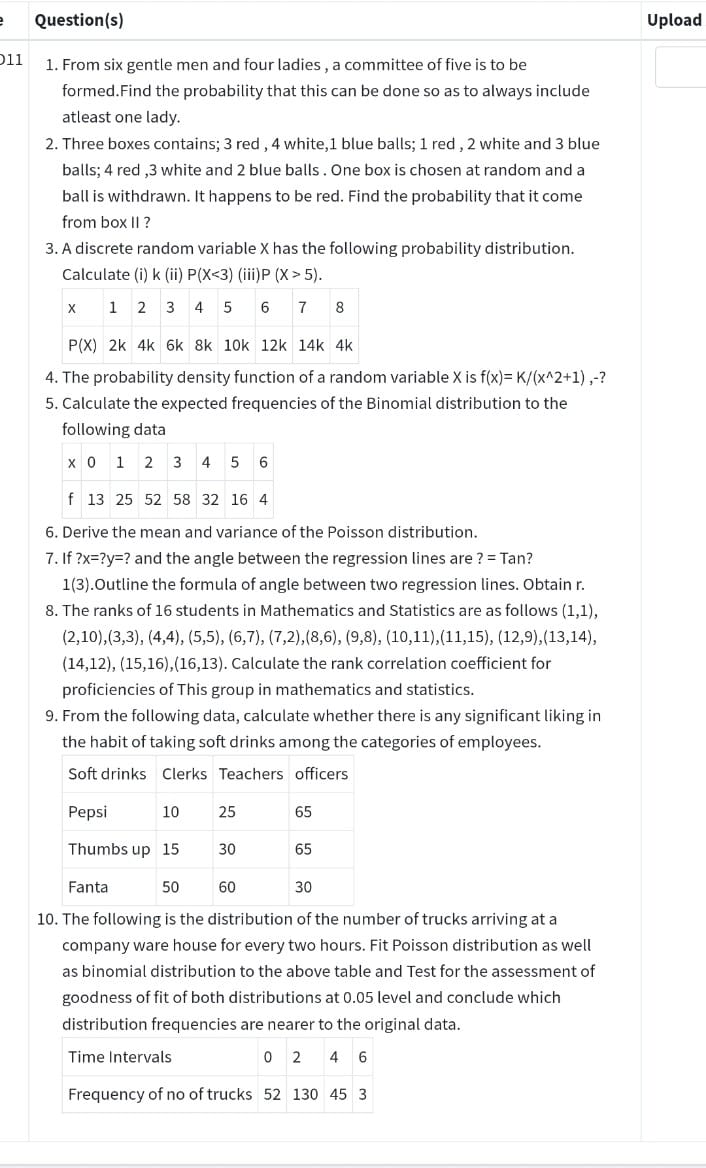 e Question(s) Upload
D11
1. From six gentle men and four ladies , a committee of five is to be
formed.Find the probability that this can be done so as to always include
atleast one lady.
2. Three boxes contains; 3 red , 4 white,1 blue balls; 1 red , 2 white and 3 blue
balls; 4 red ,3 white and 2 blue balls . One box is chosen at random and a
ball is withdrawn. It happens to be red. Find the probability that it come
from box II ?
3. A discrete random variable X has the following probability distribution.
Calculate (i) k (ii) P(X<3) (iii)P (X > 5).
x 1 2 3 4 5 6 7 8
P(X) 2k 4k 6k 8k 10k 12k 14k 4k
4. The probability density function of a random variable X is f(x)= K/(x^2+1) ,-?
5. Calculate the expected frequencies of the Binomial distribution to the
following data
x 0 1 2 3 4 5 6
f 13 25 52 58 32 16 4
6. Derive the mean and variance of the Poisson distribution.
7. If ?x=?y=? and the angle between the regression lines are ? = Tan?
1(3).Outline the formula of angle between two regression lines. Obtain r.
8. The ranks of 16 students in Mathematics and Statistics are as follows (1,1),
(2,10),(3,3), (4,4), (5,5), (6,7), (7,2),(8,6), (9,8), (10,11),(11,15), (12,9),(13,14),
(14,12), (15,16),(16,13). Calculate the rank correlation coefficient for
proficiencies of This group in mathematics and statistics.
9. From the following data, calculate whether there is any significant liking in
the habit of taking soft drinks among the categories of employees.
Soft drinks Clerks Teachers officers
Pepsi 10 25 65
Thumbs up 15 30 65
Fanta 50 60 30
10. The following is the distribution of the number of trucks arriving at a
company ware house for every two hours. Fit Poisson distribution as well
as binomial distribution to the above table and Test for the assessment of
goodness of fit of both distributions at 0.05 level and conclude which
distribution frequencies are nearer to the original data.
Time Intervals 0 2 4 6
Frequency of no of trucks 52 130 45 3